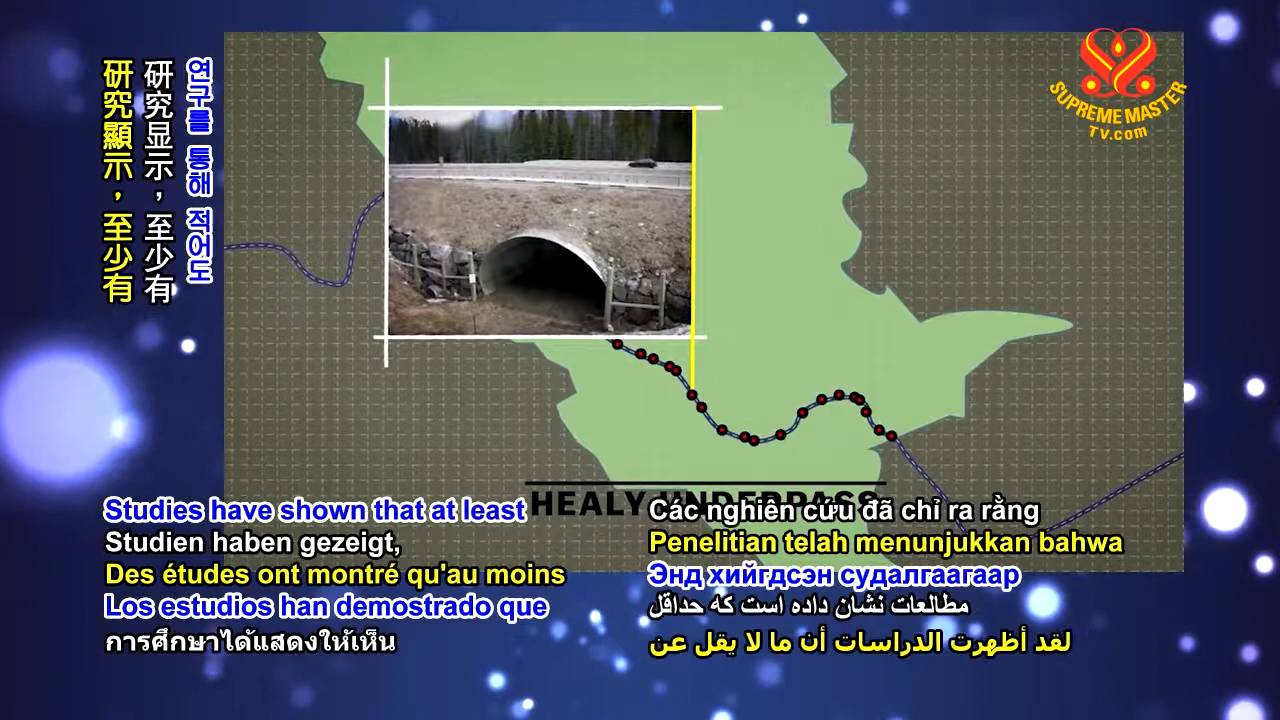 研究顯示，至少有
研究显示，至少有
연구를 통해 적어도
SUPREME MASTER
TV.com
HEALY UNDERPASS
Studies have shown that at least
Studien haben gezeigt,
Des études ont montré qu'au moins
Los estudios han demostrado que
การศึกษาได้แสดงให้เห็น
Các nghiên cứu đã chỉ ra rằng
Penelitian telah menunjukkan bahwa
Энд хийгдсэн судалгаагаар
مطالعات نشان داده است که حداقل
لقد أظهرت الدراسات أن ما لا يقل عن